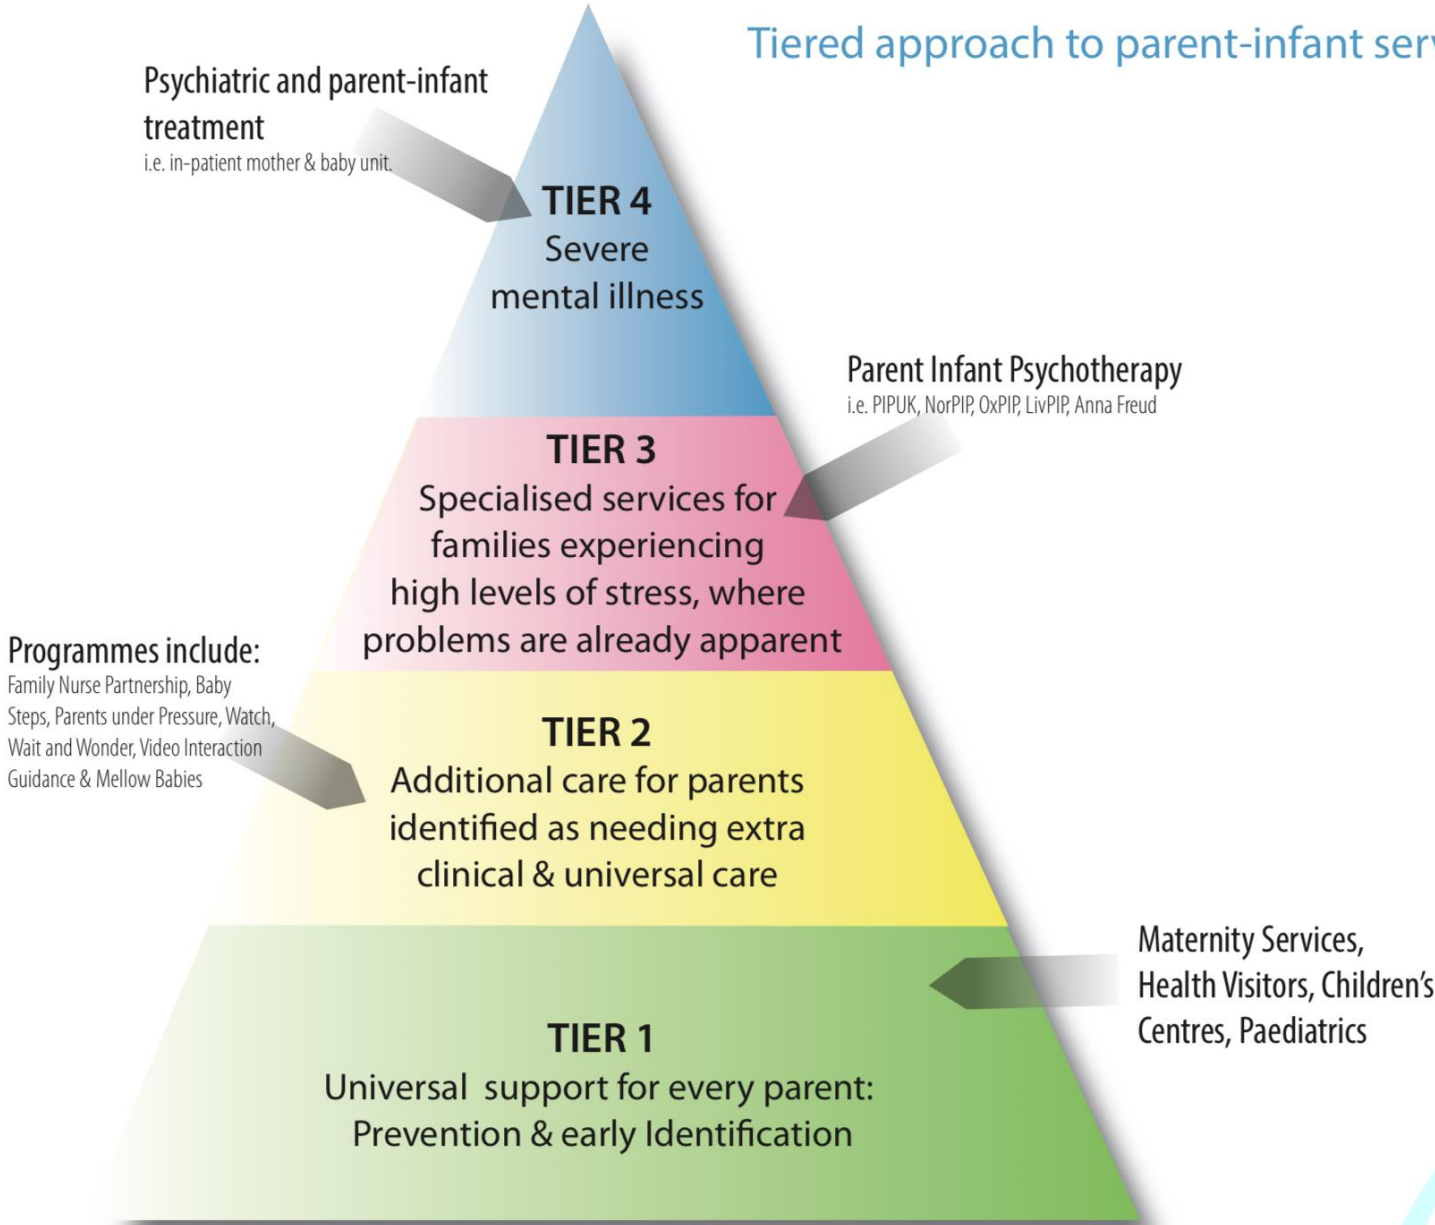 Tiered approach to parent-infant
Psychiatric and parent-infant
treatment
i.e. in-patient mother & baby unit.
TIER 4
Severe
mental illness
Parent Infant Psychotherapy
i.e. PIPUK, NorPIP, OxPIP, LivPIP, Anna Freud
TIER 3
Specialised services for
families experiencing
high levels of stress, where
problems are already apparent
Programmes include:
Family Nurse Partnership, Baby
Steps, Parents under Pressure, Watch,
Wait and Wonder, Video Interaction
Guidance & Mellow Babies
TIER 2
Additional care for parents
identified as needing extra
clinical & universal care
Maternity Services,
Health Visitors, Children's
Centres, Paediatrics
TIER 1
Universal support for every parent:
Prevention & early Identification